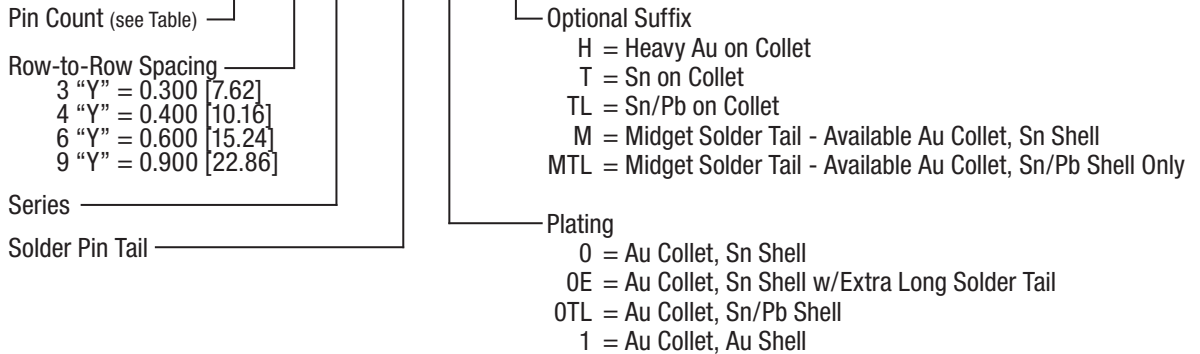 Pin Count (see Table)
Row-to-Row Spacing
3 “Y” = 0.300 [7.62]
4 “Y” = 0.400 [10.16]
6 “Y” = 0.600 [15.24]
9 “Y” = 0.900 [22.86]
Series
Solder Pin Tail
Optional Suffix
H = Heavy Au on Collet
T = Sn on Collet
TL = Sn/Pb on Collet
M = Midget Solder Tail - Available Au Collet, Sn Shell
MTL = Midget Solder Tail - Available Au Collet, Sn/Pb Shell Only
Plating
0 = Au Collet, Sn Shell
0E = Au Collet, Sn Shell w/Extra Long Solder Tail
0TL = Au Collet, Sn/Pb Shell
1 = Au Collet, Au Shell